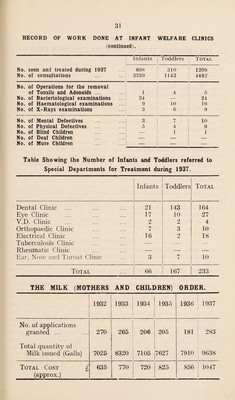 31
RECORD OF WORK DONE AT INFANT WELFARE CLINICS
(continued).
Infants Toddlers TOTAL
No. seen and treated during 1937 898 310 1208
No. of consultations 3339 1143 4482
No. of Operations for the removal
of Tonsils and Adenoids 1 4 5
No. of Bacteriological examinations 24 — 24
No. of Haematological examinations 9 10 19
No. of X-Rays examinations 3 6 9
No. of Mental Defectives 3 7 10
No. of Physical Defectives 5 4 9
No. of Blind Children — 1 1
No. of Deaf Children — — —
No. of Mute Children — — —
Table Showing the Number of Infants and Toddlers referred to
Special Departments for Treatment during 1937.
Infants Toddlers TOTAL
Dental Clinic 21 143 164
Eye Clinic 17 10 27
V.D. Clinic 2 2 4
Orthopaedic Clinic 7 3 10
Electrical Clinic 16 2 18
Tuberculosis Clinic — — —
Rheumatic Clinic — — —
Ear, Nose and Throat Clinic 3 7 10
TOTAL 66 167 233
THE MILK (MOTHERS AND CHILDREN) ORDER.
1932 1933 1934 1935 1936 1937
No. of applications
granted 270 265 206 205 181 283
Total quantity of
Milk issued (Galls) 7025 8320 7105 7627 7910 9638
TOTAL COST £ 635 770 720 825 856 1047
(approx.)